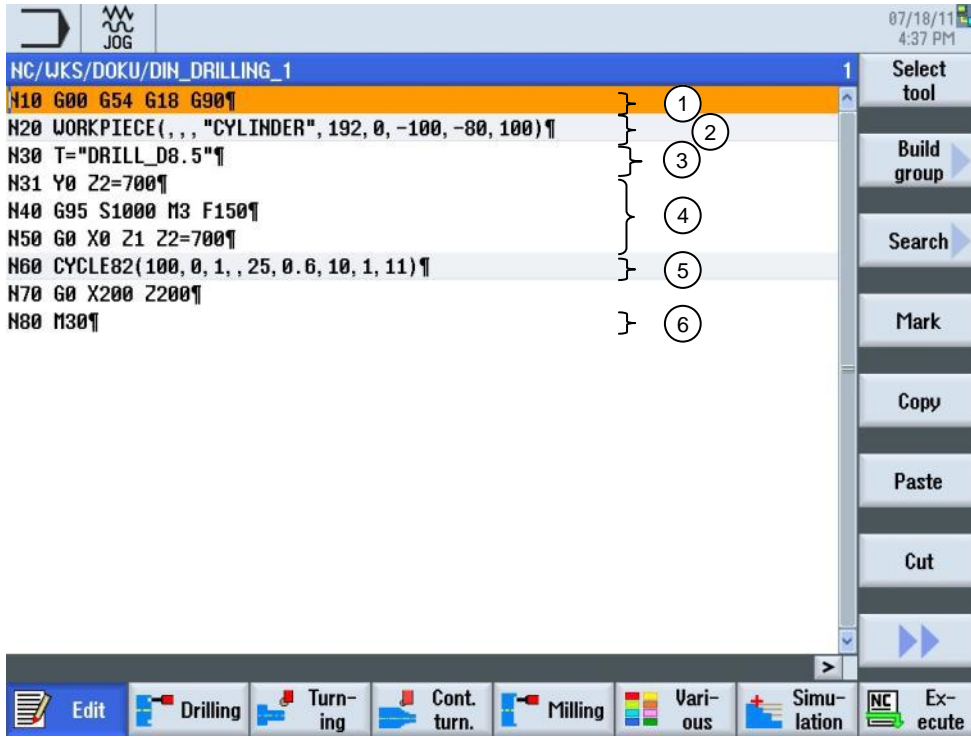 JOG
07/18/11
4:37 PM
NC/WKS/DOKU/DIN_DRILLING_1 1
N10 G00 G54 G18 G90¶ 1
N20 WORKPIECE(,,,"CYLINDER",192,0,-100,-80,100)¶ 2
N30 T="DRILL_D8.5"¶ 3
N31 Y0 Z2=700¶
N40 G95 S1000 M3 F150¶ 4
N50 G0 X0 Z1 Z2=700¶
N60 CYCLE82(100,0,1,,25,0.6,10,1,11)¶ 5
N70 G0 X200 Z200¶
N80 M30¶ 6
Select
tool
Build
group
Search
Mark
Copy
Paste
Cut
>
Edit
Drilling
Turn-
ing
Cont.
turn.
Milling
Vari-
ous
Simu-
lation
NC
Ex-
ecute